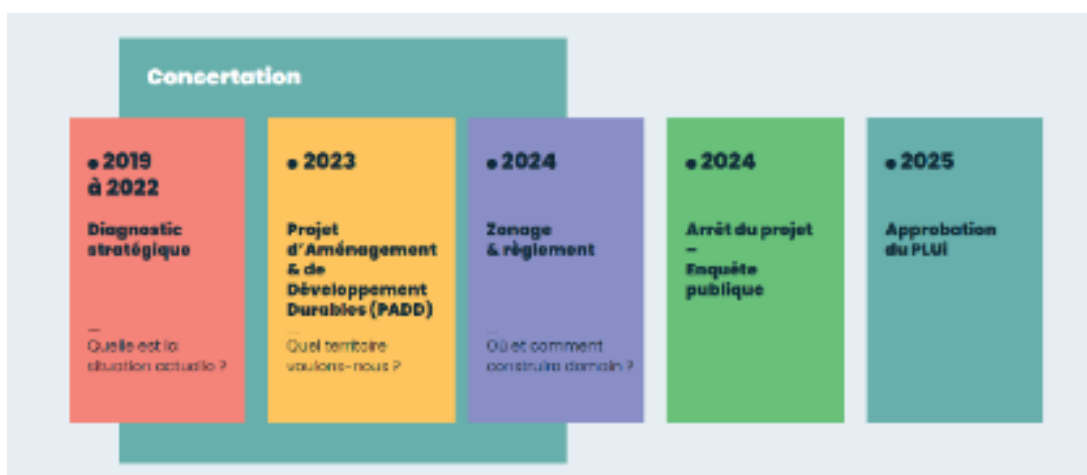 Concertation
• 2019
à 2022
Diagnostic
stratégique
–
Quelle est la
situation actuelle ?
• 2023
Projet
d'Aménagement
& de
Développement
Durables (PADD)
–
Quel territoire
voulons-nous ?
• 2024
Zonage
& règlement
–
Où et comment
construire demain ?
• 2024
Arrêt du projet
–
Enquête
publique
• 2025
Approbation
du PLUi